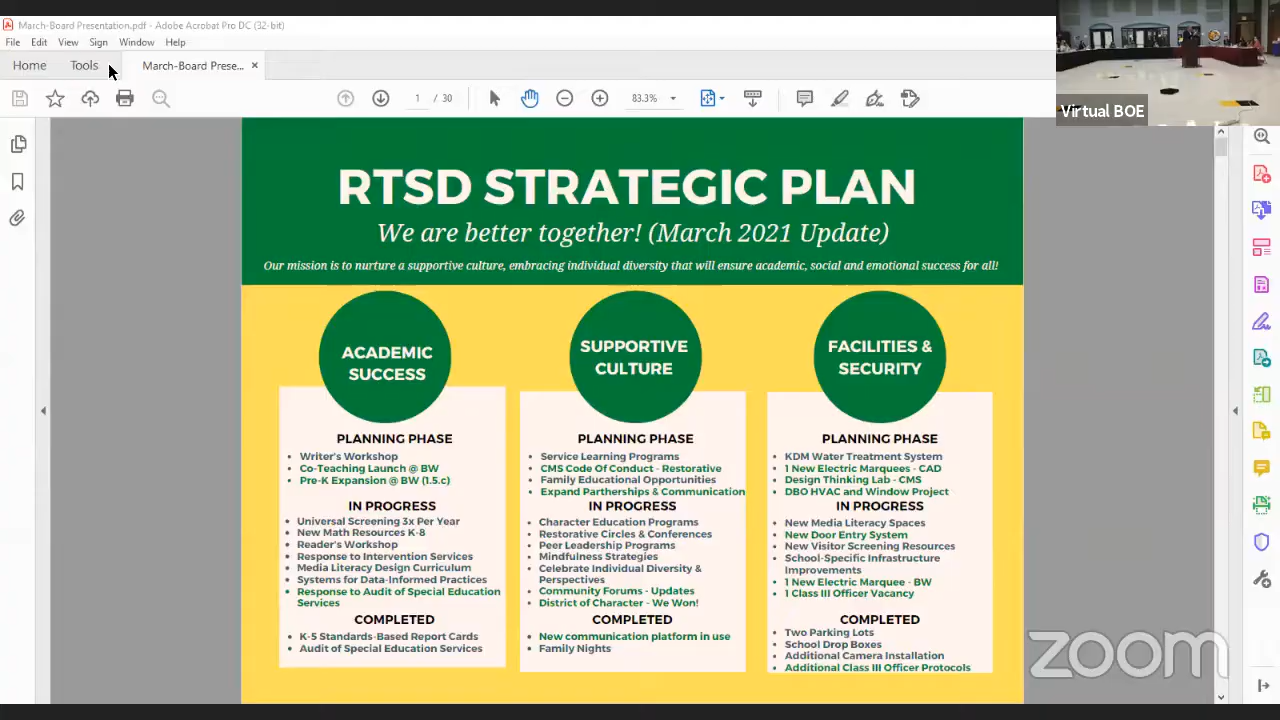 March-Board Presentation.pdf - Adobe Acrobat Pro DC (32-bit)
File Edit View Sign Window Help
Home Tools March-Board Prese... ×
1 / 30 83.3%
Virtual BOE
RTSD STRATEGIC PLAN
We are better together! (March 2021 Update)
Our mission is to nurture a supportive culture, embracing individual diversity that will ensure academic, social and emotional success for all!
ACADEMIC
SUCCESS
PLANNING PHASE
• Writer's Workshop
• Co-Teaching Launch @ BW
• Pre-K Expansion @ BW (1.5.c)
IN PROGRESS
• Universal Screening 3x Per Year
• New Math Resources K-8
• Reader's Workshop
• Response to Intervention Services
• Media Literacy Design Curriculum
• Systems for Data-Informed Practices
• Response to Audit of Special Education
Services
COMPLETED
• K-5 Standards-Based Report Cards
• Audit of Special Education Services
SUPPORTIVE
CULTURE
PLANNING PHASE
• Service Learning Programs
• CMS Code Of Conduct - Restorative
• Family Educational Opportunities
• Expand Partherships & Communication
IN PROGRESS
• Character Education Programs
• Restorative Circles & Conferences
• Peer Leadership Programs
• Mindfulness Strategies
• Celebrate Individual Diversity &
Perspectives
• Community Forums - Updates
• District of Character - We Won!
COMPLETED
• New communication platform in use
• Family Nights
FACILITIES &
SECURITY
PLANNING PHASE
• KDM Water Treatment System
• 1 New Electric Marquees - CAD
• Design Thinking Lab - CMS
• DBO HVAC and Window Project
IN PROGRESS
• New Media Literacy Spaces
• New Door Entry System
• New Visitor Screening Resources
• School-Specific Infrastructure
Improvements
• 1 New Electric Marquee - BW
• 1 Class III Officer Vacancy
COMPLETED
• Two Parking Lots
• School Drop Boxes
• Additional Camera Installation
• Additional Class III Officer Protocols
zoom